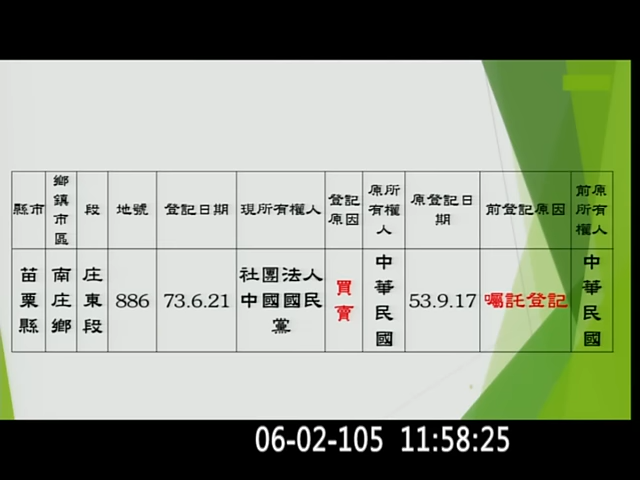 縣市 鄉鎮市區 段 地號 登記日期 現所有權人 登記原因 原所有權人 原登記日期 前登記原因 前原所有權人
苗栗縣 南庄鄉 庄東段 886 73.6.21 社團法人中國國民黨 買賣 中華民國 53.9.17 囑託登記 中華民國
06-02-105 11:58:25